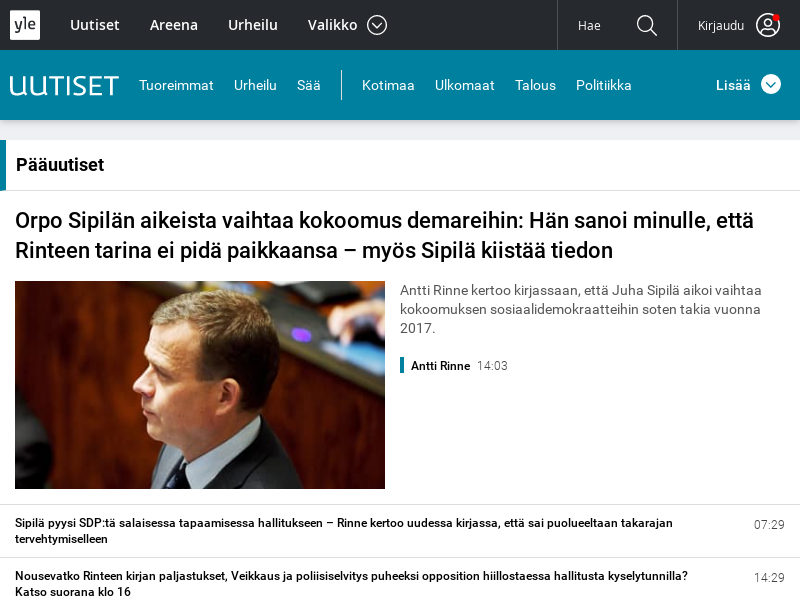 yle Uutiset Areena Urheilu Valikko Hae Kirjaudu
UUTISET Tuoreimmat Urheilu Sää Kotimaa Ulkomaat Talous Politiikka Lisää
Pääuutiset
Orpo Sipilän aikeista vaihtaa kokoomus demareihin: Hän sanoi minulle, että
Rinteen tarina ei pidä paikkaansa – myös Sipilä kiistää tiedon
Antti Rinne kertoo kirjassaan, että Juha Sipilä aikoi vaihtaa
kokoomuksen sosiaalidemokraatteihin soten takia vuonna
2017.
Antti Rinne 14:03
Sipilä pyysi SDP:tä salaisessa tapaamisessa hallitukseen – Rinne kertoo uudessa kirjassa, että sai puolueeltaan takarajan 07:29
tervehtymiselleen
Nousevatko Rinteen kirjan paljastukset, Veikkaus ja poliisiselvitys puheeksi opposition hiillostaessa hallitusta kyselytunnilla? 14:29
Katso suorana klo 16